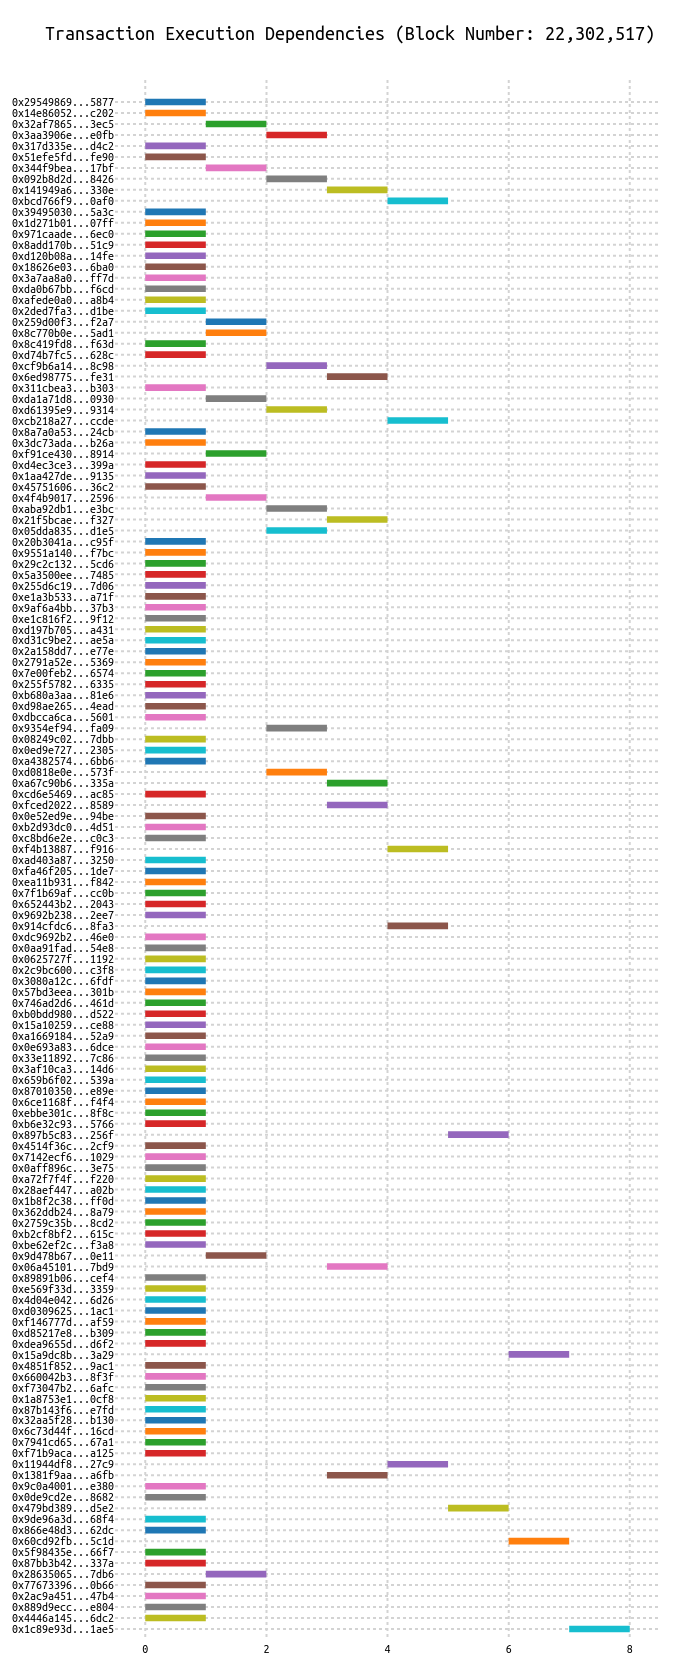 Transaction Execution Dependencies (Block Number: 22,302,517)
0x29549869...5877
0x14e86052...c202
0x32af7865...3ec5
0x3aa3906e...e0fb
0x317d335e...d4c2
0x51efe5fd...fe90
0x344f9bea...17bf
0x092b8d2d...8426
0x141949a6...330e
0xbcd766f9...0af0
0x39495030...5a3c
0x1d271b01...07ff
0x971caade...6ec0
0x8add170b...51c9
0xd120b08a...14fe
0x18626e03...6ba0
0x3a7aa8a0...ff7d
0xda0b67bb...f6cd
0xafede0a0...a8b4
0x2ded7fa3...d1be
0x259d00f3...f2a7
0x8c770b0e...5ad1
0x8c419fd8...f63d
0xd74b7fc5...628c
0xcf9b6a14...8c98
0x6ed98775...fe31
0x311cbea3...b303
0xda1a71d8...0930
0xd61395e9...9314
0xcb218a27...ccde
0x8a7a0a53...24cb
0x3dc73ada...b26a
0xf91ce430...8914
0xd4ec3ce3...399a
0x1aa427de...9135
0x45751606...36c2
0x4f4b9017...2596
0xaba92db1...e3bc
0x21f5bcae...f327
0x05dda835...d1e5
0x20b3041a...c95f
0x9551a140...f7bc
0x29c2c132...5cd6
0x5a3500ee...7485
0x255d6c19...7d06
0xe1a3b533...a71f
0x9af6a4bb...37b3
0xe1c816f2...9f12
0xd197b705...a431
0xd31c9be2...ae5a
0x2a158dd7...e77e
0x2791a52e...5369
0x7e00feb2...6574
0x255f5782...6335
0xb680a3aa...81e6
0xd98ae265...4ead
0xdbcca6ca...5601
0x9354ef94...fa09
0x08249c02...7dbb
0x0ed9e727...2305
0xa4382574...6bb6
0xd0818e0e...573f
0xa67c90b6...335a
0xcd6e5469...ac85
0xfced2022...8589
0x0e52ed9e...94be
0xb2d93dc0...4d51
0xc8bd6e2e...c0c3
0xf4b13887...f916
0xad403a87...3250
0xfa46f205...1de7
0xea11b931...f842
0x7f1b69af...cc0b
0x652443b2...2043
0x9692b238...2ee7
0x914cfdc6...8fa3
0xdc9692b2...46e0
0x0aa91fad...54e8
0x0625727f...1192
0x2c9bc600...c3f8
0x3080a12c...6fdf
0x57bd3eea...301b
0x746ad2d6...461d
0xb0bdd980...d522
0x15a10259...ce88
0xa1669184...52a9
0x0e693a83...6dce
0x33e11892...7c86
0x3af10ca3...14d6
0x659b6f02...539a
0x87010350...e89e
0x6ce1168f...f4f4
0xebbe301c...8f8c
0xb6e32c93...5766
0x897b5c83...256f
0x4514f36c...2cf9
0x7142ecf6...1029
0x0aff896c...3e75
0xa72f7f4f...f220
0x28aef447...a02b
0x1b8f2c38...ff0d
0x362ddb24...8a79
0x2759c35b...8cd2
0xb2cf8bf2...615c
0xbe62ef2c...f3a8
0x9d478b67...0e11
0x06a45101...7bd9
0x89891b06...cef4
0xe569f33d...3359
0x4d04e042...6d26
0xd0309625...1ac1
0xf146777d...af59
0xd85217e8...b309
0xdea9655d...d6f2
0x15a9dc8b...3a29
0x4851f852...9ac1
0x660042b3...8f3f
0xf73047b2...6afc
0x1a8753e1...0cf8
0x87b143f6...e7fd
0x32aa5f28...b130
0x6c73d44f...16cd
0x7941cd65...67a1
0xf71b9aca...a125
0x11944df8...27c9
0x1381f9aa...a6fb
0x9c0a4001...e380
0x0de9cd2e...8682
0x479bd389...d5e2
0x9de96a3d...68f4
0x866e48d3...62dc
0x60cd92fb...5c1d
0x5f98435e...66f7
0x87bb3b42...337a
0x28635065...7db6
0x77673396...0b66
0x2ac9a451...47b4
0x889d9ecc...e804
0x4446a145...6dc2
0x1c89e93d...1ae5
0 2 4 6 8